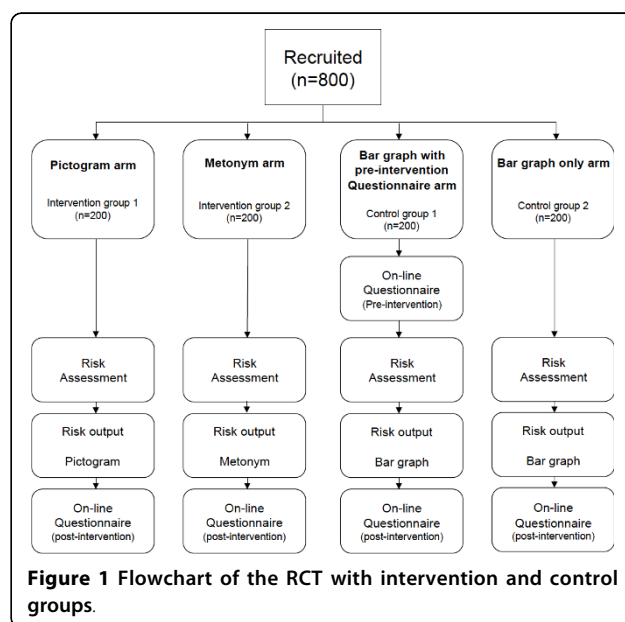 Recruited
(n=800)
Pictogram arm
Intervention group 1
(n=200)
Metonym arm
Intervention group 2
(n=200)
Bar graph with
pre-intervention
Questionnaire arm
Control group 1
(n=200)
Bar graph only arm
Control group 2
(n=200)
On-line
Questionnaire
(Pre-intervention)
Risk
Assessment
Risk
Assessment
Risk
Assessment
Risk
Assessment
Risk output
Pictogram
Risk output
Metonym
Risk output
Bar graph
Risk output
Bar graph
On-line
Questionnaire
(post-intervention)
On-line
Questionnaire
(post-intervention)
On-line
Questionnaire
(post-intervention)
On-line
Questionnaire
(post-intervention)
Figure 1 Flowchart of the RCT with intervention and control
groups.